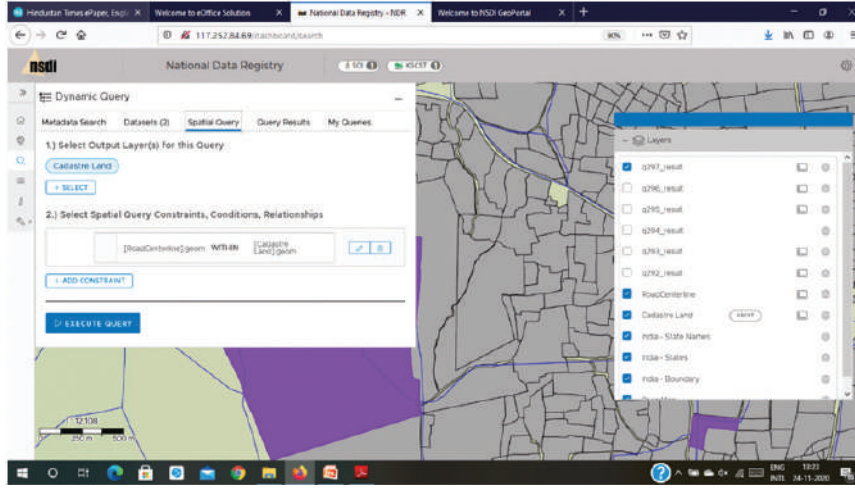 Hindustan Times ePaper, Engli
Welcome to eOffice Solution
National Data Registry - NDR
Welcome to NSDI GeoPortal
117.252.84.69/dashboard/search
90%
nsdi
National Data Registry
SOI
KSCST
Dynamic Query
Metadata Search
Datasets (2)
Spatial Query
Query Results
My Queries
1.) Select Output Layer(s) for this Query
Cadastre Land
+ SELECT
2.) Select Spatial Query Constraints, Conditions, Relationships
[RoadCenterline].geom WITHIN [Cadastre
Land].geom
+ ADD CONSTRAINT
EXECUTE QUERY
Layers
q297_result
q296_result
q295_result
q294_result
q293_result
q292_result
RoadCenterline
Cadastre Land
India - State Names
India - States
India - Boundary
1:2108
250 m
500 m
ENG
INTL
13:23
24-11-2020